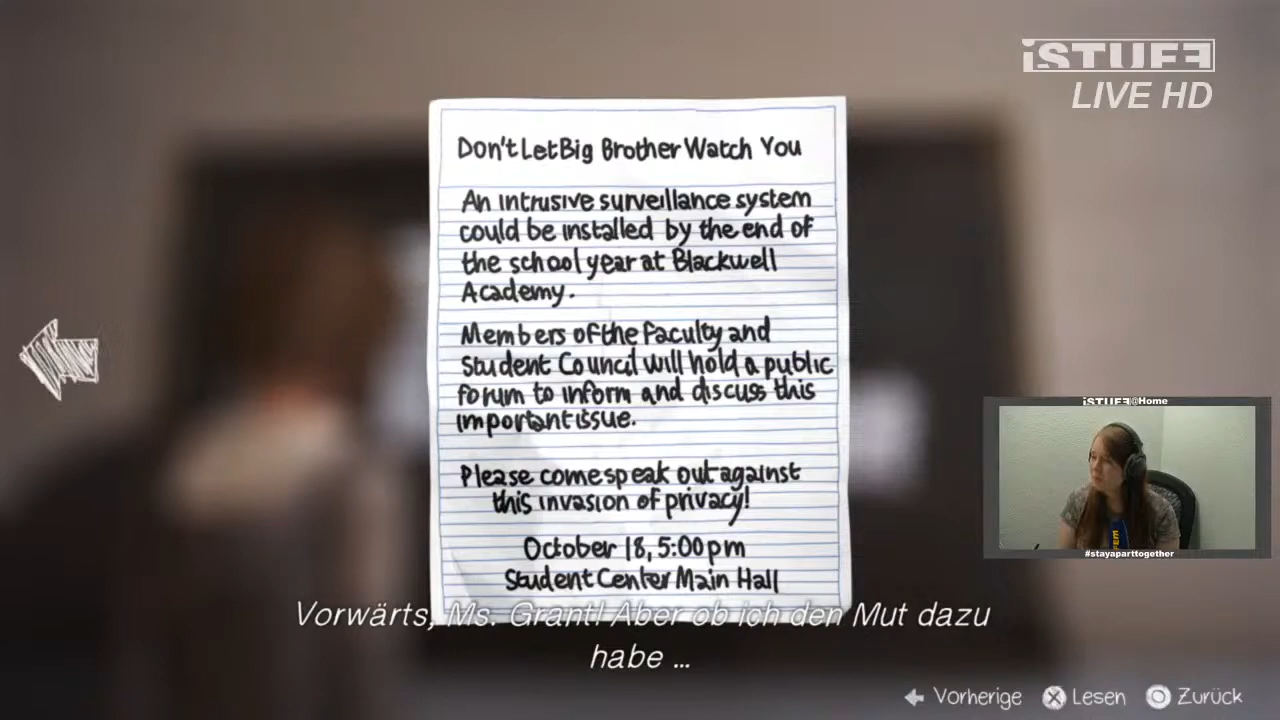 iSTUFF
LIVE HD
Don't Let Big Brother Watch You
An intrusive surveillance system
could be installed by the end of
the school year at Blackwell
Academy.
Members of the Faculty and
Student Council will hold a public
forum to inform and discuss this
important issue.
Please come speak out against
this invasion of privacy!
October 18, 5:00 pm
Student Center Main Hall
Vorwärts, Ms. Grant! Aber ob ich den Mut dazu
habe ...
iSTUFF@Home
#stayaparttogether
Vorherige
Lesen
Zurück